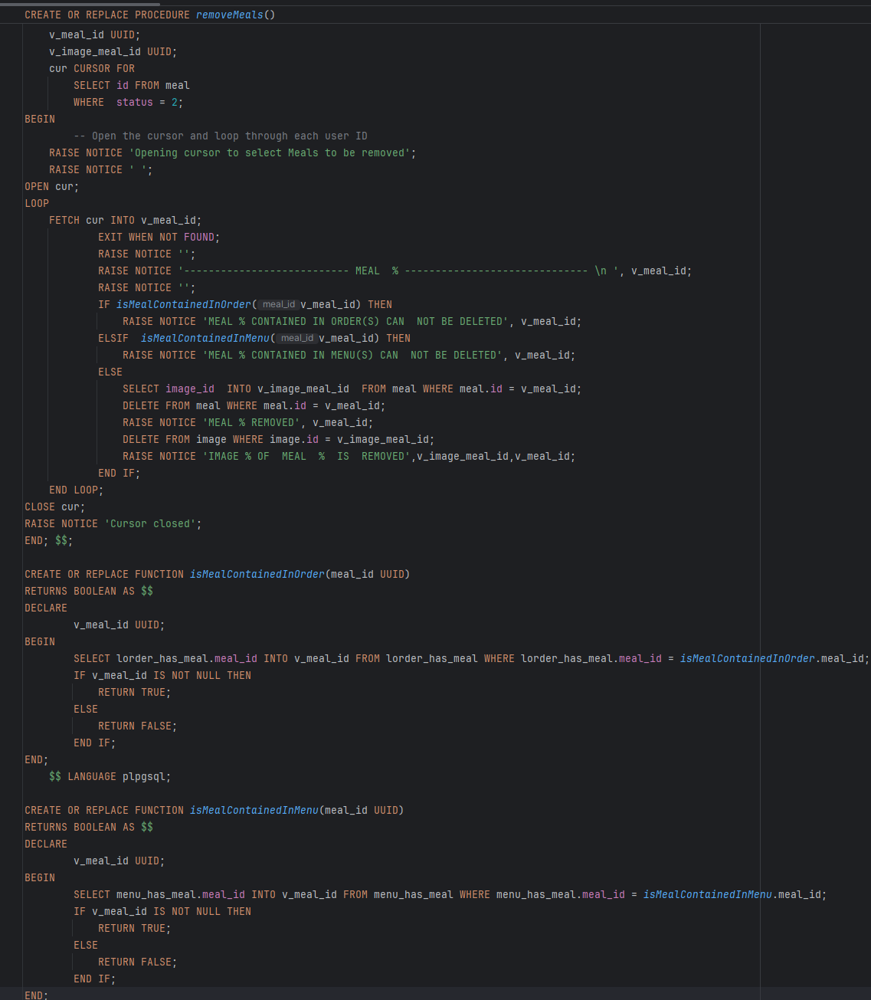 CREATE OR REPLACE PROCEDURE removeMeals()
v_meal_id UUID;
v_image_meal_id UUID;
cur CURSOR FOR
SELECT id FROM meal
WHERE  status = 2;
BEGIN
-- Open the cursor and loop through each user ID
RAISE NOTICE 'Opening cursor to select Meals to be removed';
RAISE NOTICE ' ';
OPEN cur;
LOOP
FETCH cur INTO v_meal_id;
EXIT WHEN NOT FOUND;
RAISE NOTICE '';
RAISE NOTICE '--------------------------- MEAL  % ------------------------------ \n ', v_meal_id;
RAISE NOTICE '';
IF isMealContainedInOrder( meal_id v_meal_id) THEN
RAISE NOTICE 'MEAL % CONTAINED IN ORDER(S) CAN  NOT BE DELETED', v_meal_id;
ELSIF  isMealContainedInMenu( meal_id v_meal_id) THEN
RAISE NOTICE 'MEAL % CONTAINED IN MENU(S) CAN  NOT BE DELETED', v_meal_id;
ELSE
SELECT image_id  INTO v_image_meal_id  FROM meal WHERE meal.id = v_meal_id;
DELETE FROM meal WHERE meal.id = v_meal_id;
RAISE NOTICE 'MEAL % REMOVED', v_meal_id;
DELETE FROM image WHERE image.id = v_image_meal_id;
RAISE NOTICE 'IMAGE % OF  MEAL  %  IS  REMOVED',v_image_meal_id,v_meal_id;
END IF;
END LOOP;
CLOSE cur;
RAISE NOTICE 'Cursor closed';
END; $$;
CREATE OR REPLACE FUNCTION isMealContainedInOrder(meal_id UUID)
RETURNS BOOLEAN AS $$
DECLARE
v_meal_id UUID;
BEGIN
SELECT lorder_has_meal.meal_id INTO v_meal_id FROM lorder_has_meal WHERE lorder_has_meal.meal_id = isMealContainedInOrder.meal_id;
IF v_meal_id IS NOT NULL THEN
RETURN TRUE;
ELSE
RETURN FALSE;
END IF;
END;
$$ LANGUAGE plpgsql;
CREATE OR REPLACE FUNCTION isMealContainedInMenu(meal_id UUID)
RETURNS BOOLEAN AS $$
DECLARE
v_meal_id UUID;
BEGIN
SELECT menu_has_meal.meal_id INTO v_meal_id FROM menu_has_meal WHERE menu_has_meal.meal_id = isMealContainedInMenu.meal_id;
IF v_meal_id IS NOT NULL THEN
RETURN TRUE;
ELSE
RETURN FALSE;
END IF;
END;